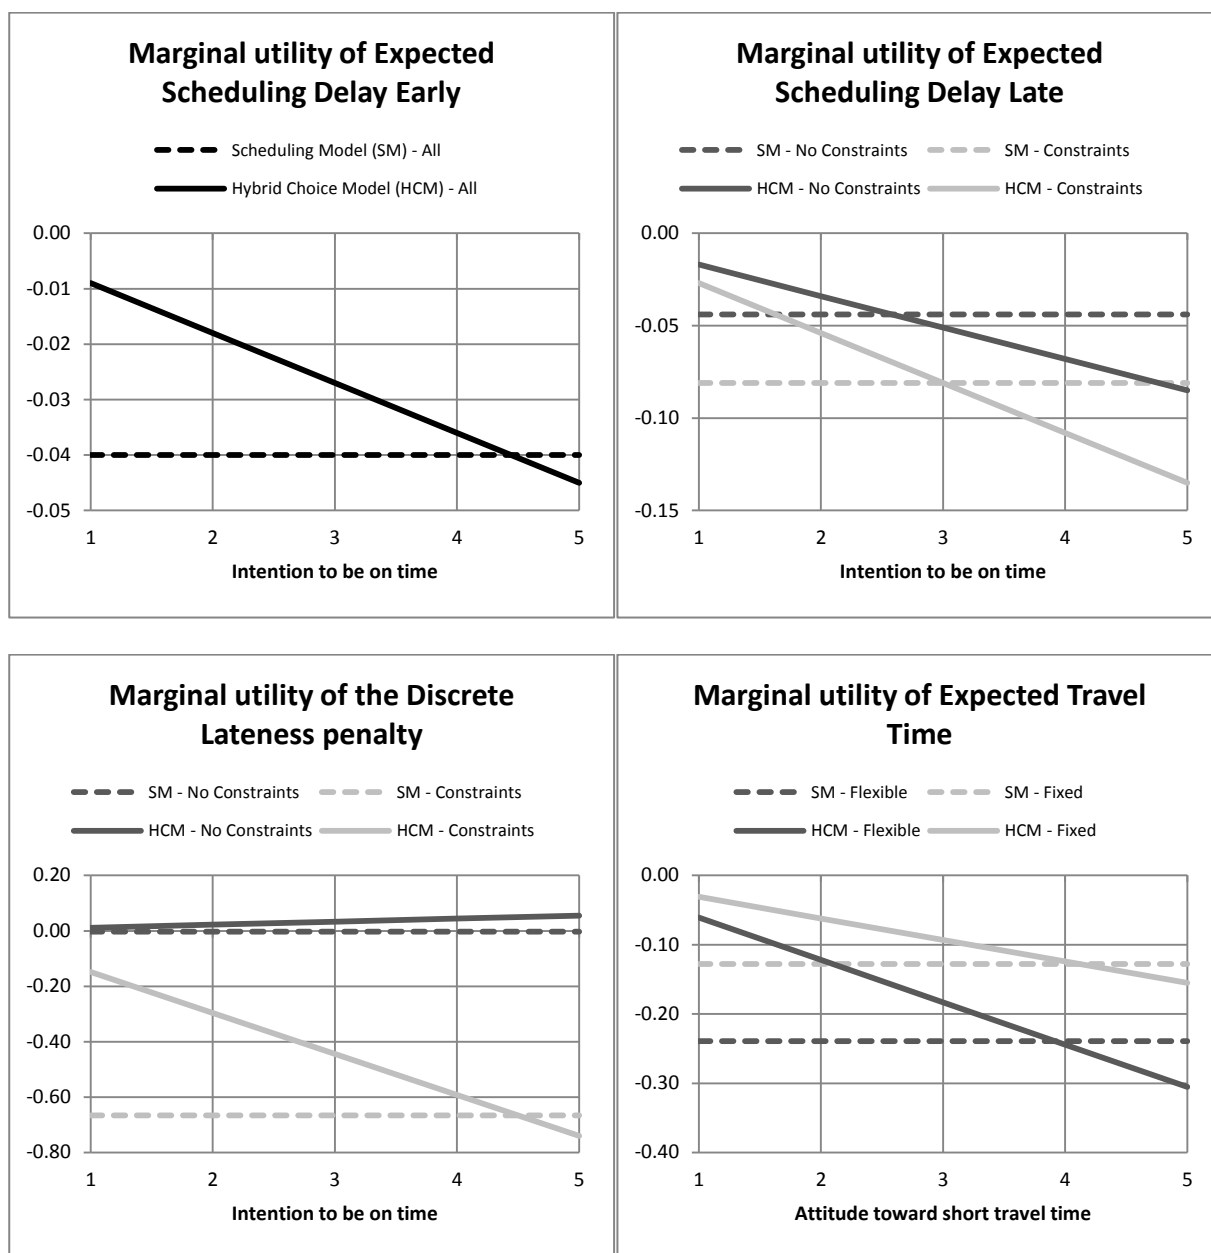 Marginal utility of Expected
Scheduling Delay Early
Scheduling Model (SM) - All
Hybrid Choice Model (HCM) - All
0.00
-0.01
-0.02
-0.03
-0.04
-0.05
1 2 3 4 5
Intention to be on time
Marginal utility of Expected
Scheduling Delay Late
SM - No Constraints SM - Constraints
HCM - No Constraints HCM - Constraints
0.00
-0.05
-0.10
-0.15
1 2 3 4 5
Intention to be on time
Marginal utility of the Discrete
Lateness penalty
SM - No Constraints SM - Constraints
HCM - No Constraints HCM - Constraints
0.20
0.00
-0.20
-0.40
-0.60
-0.80
1 2 3 4 5
Intention to be on time
Marginal utility of Expected Travel
Time
SM - Flexible SM - Fixed
HCM - Flexible HCM - Fixed
0.00
-0.10
-0.20
-0.30
-0.40
1 2 3 4 5
Attitude toward short travel time